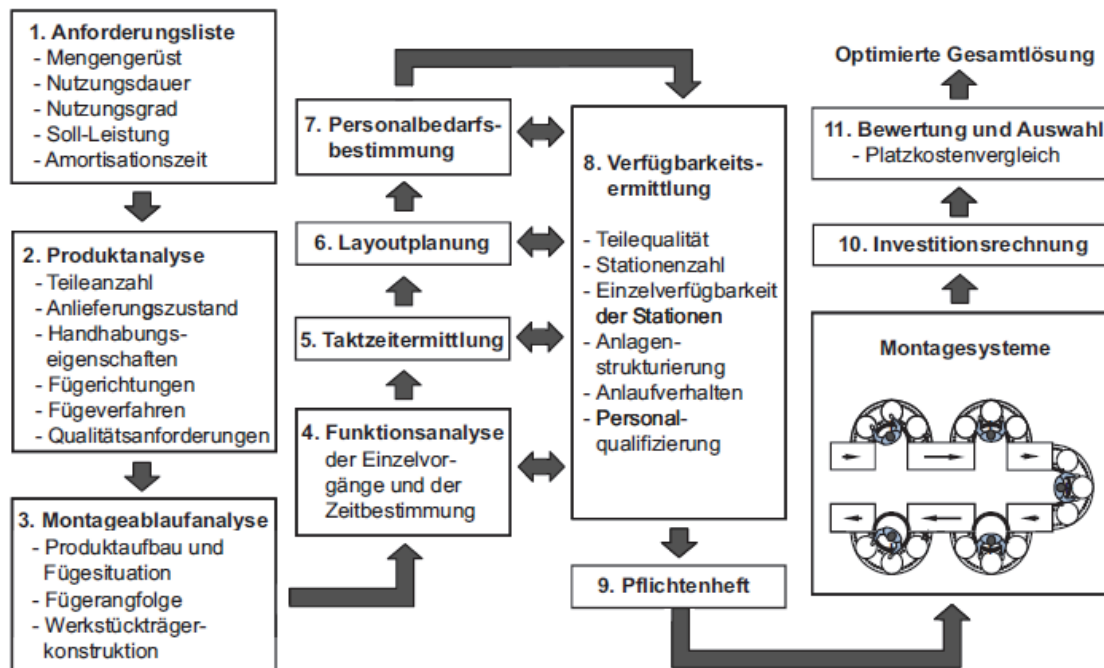 1. Anforderungsliste
- Mengengerüst
- Nutzungsdauer
- Nutzungsgrad
- Soll-Leistung
- Amortisationszeit
2. Produktanalyse
- Teileanzahl
- Anlieferungszustand
- Handhabungs-
eigenschaften
- Fügerichtungen
- Fügeverfahren
- Qualitätsanforderungen
3. Montageablaufanalyse
- Produktaufbau und
Fügesituation
- Fügerangfolge
- Werkstückträger-
konstruktion
4. Funktionsanalyse
der Einzelvor-
gänge und der
Zeitbestimmung
5. Taktzeitermittlung
6. Layoutplanung
7. Personalbedarfs-
bestimmung
8. Verfügbarkeits-
ermittlung
- Teilequalität
- Stationenzahl
- Einzelverfügbarkeit
der Stationen
- Anlagen-
strukturierung
- Anlaufverhalten
- Personal-
qualifizierung
9. Pflichtenheft
Montagesysteme
10. Investitionsrechnung
11. Bewertung und Auswahl
- Platzkostenvergleich
Optimierte Gesamtlösung